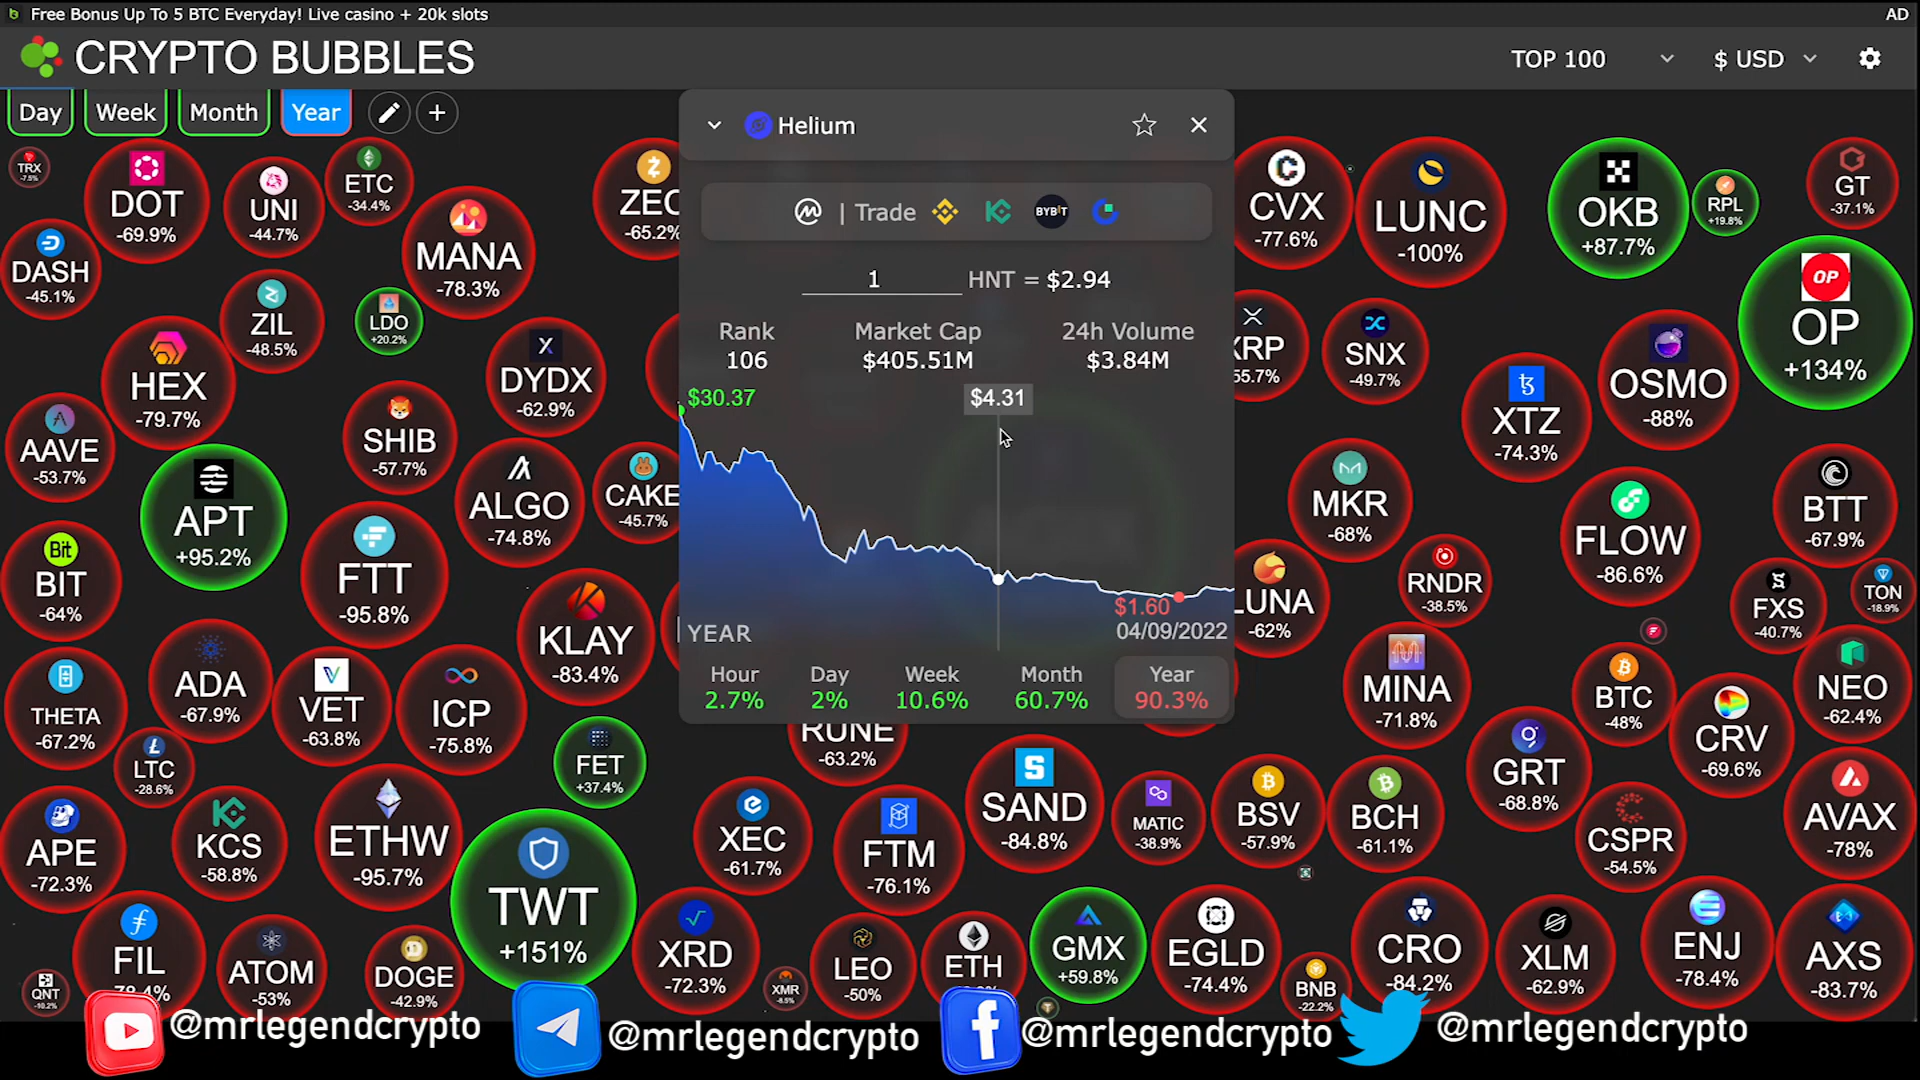 Free Bonus Up To 5 BTC Everyday! Live casino + 20k slots
AD
CRYPTO BUBBLES
TOP 100
$ USD
Day
Week
Month
Year
Helium
| Trade
BYBIT
1 HNT = $2.94
Rank
106
Market Cap
$405.51M
24h Volume
$3.84M
$30.37
$4.31
$1.60
YEAR
04/09/2022
Hour
2.7%
Day
2%
Week
10.6%
Month
60.7%
Year
90.3%
TRX
-7.5%
DOT
-69.9%
UNI
-44.7%
ETC
-34.4%
MANA
-78.3%
ZEC
-65.2%
CVX
-77.6%
LUNC
-100%
OKB
+87.7%
RPL
+19.8%
GT
-37.1%
DASH
-45.1%
ZIL
-48.5%
LDO
+20.2%
HEX
-79.7%
DYDX
-62.9%
XRP
55.7%
SNX
-49.7%
OSMO
-88%
OP
OP
+134%
XTZ
-74.3%
AAVE
-53.7%
SHIB
-57.7%
APT
+95.2%
ALGO
-74.8%
CAKE
-45.7%
MKR
-68%
FLOW
-86.6%
BTT
-67.9%
Bit
BIT
-64%
FTT
-95.8%
KLAY
-83.4%
LUNA
-62%
RNDR
-38.5%
FXS
-40.7%
TON
-18.9%
THETA
-67.2%
ADA
-67.9%
VET
-63.8%
ICP
-75.8%
MINA
-71.8%
BTC
-48%
NEO
-62.4%
CRV
-69.6%
LTC
-28.6%
FET
+37.4%
RUNE
-63.2%
SAND
-84.8%
MATIC
-38.9%
BSV
-57.9%
BCH
-61.1%
GRT
-68.8%
CSPR
-54.5%
AVAX
-78%
APE
-72.3%
KCS
-58.8%
ETHW
-95.7%
TWT
+151%
XEC
-61.7%
FTM
-76.1%
FIL
ATOM
-53%
DOGE
-42.9%
XRD
-72.3%
XMR
-8.5%
LEO
-50%
ETH
GMX
+59.8%
EGLD
-74.4%
BNB
-22.2%
CRO
-84.2%
XLM
-62.9%
ENJ
-78.4%
AXS
-83.7%
QNT
-10.2%
@mrlegendcrypto
@mrlegendcrypto
@mrlegendcrypto
@mrlegendcrypto